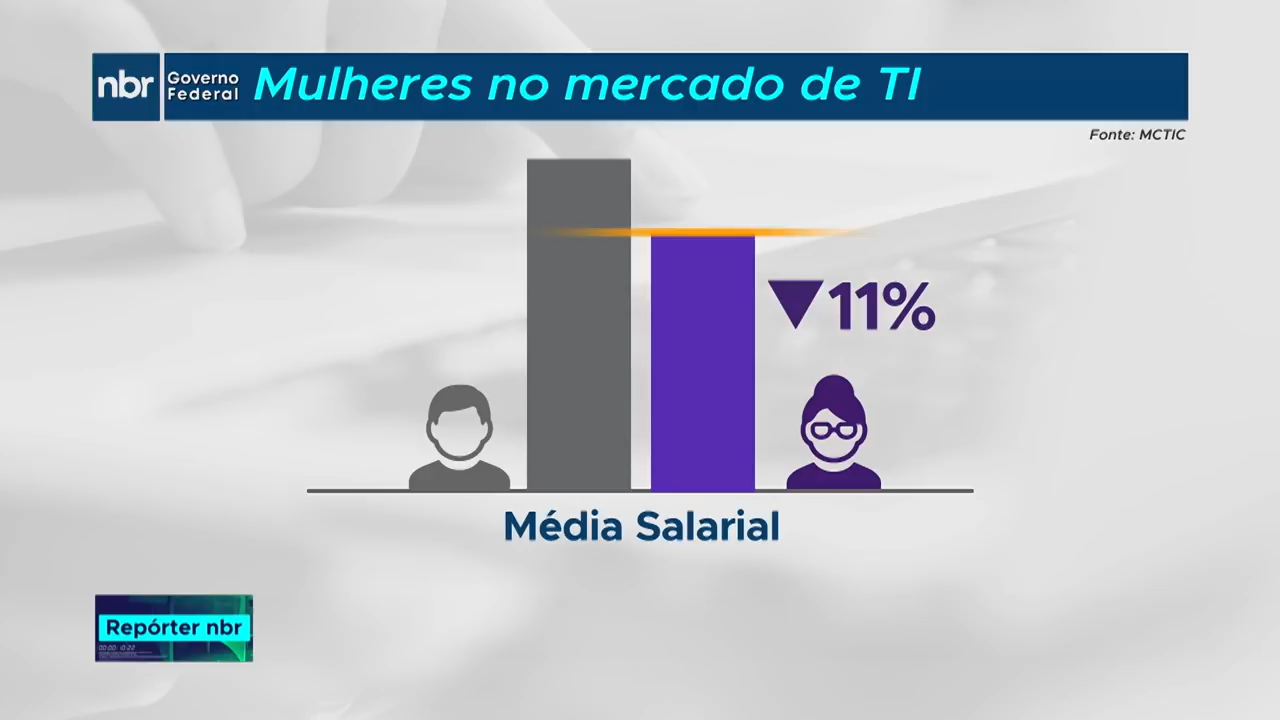 nbr
Governo
Federal
Mulheres no mercado de TI
Fonte: MCTIC
▼11%
Média Salarial
Repórter nbr